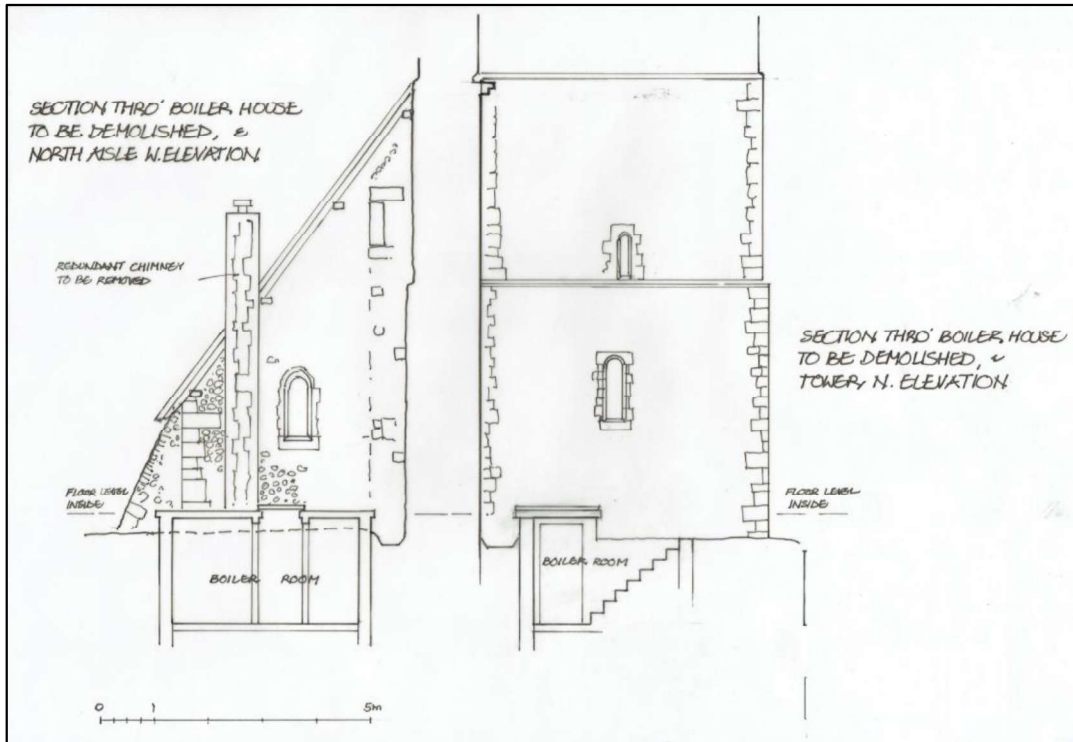 SECTION THRO' BOILER HOUSE
TO BE DEMOLISHED, &
NORTH AISLE W. ELEVATION
REDUNDANT CHIMNEY
TO BE REMOVED
FLOOR LEVEL
INSIDE
BOILER ROOM
0 1 5m
SECTION THRO' BOILER HOUSE
TO BE DEMOLISHED, &
TOWER, N. ELEVATION
FLOOR LEVEL
INSIDE
BOILER ROOM